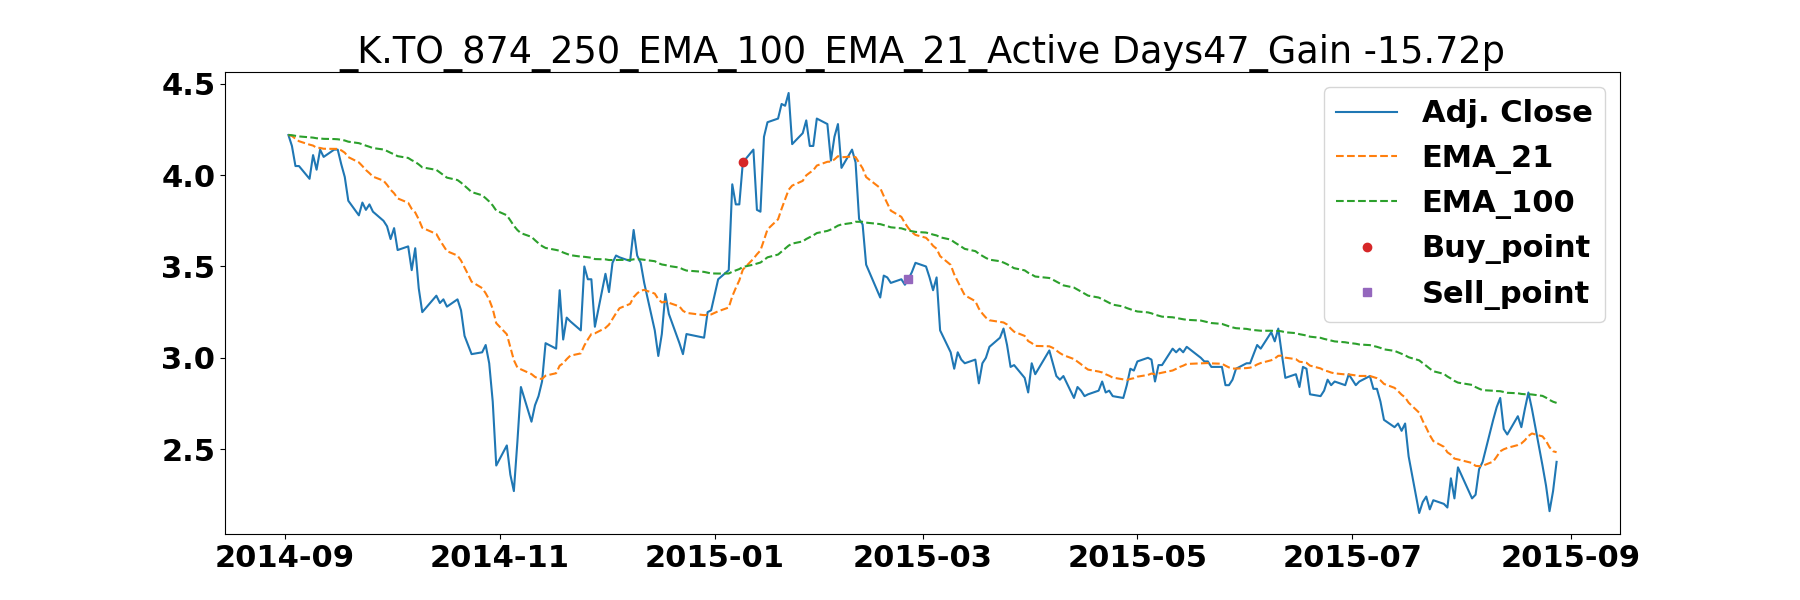 _K.TO_874_250_EMA_100_EMA_21_Active Days47_Gain -15.72p
4.5
4.0
3.5
3.0
2.5
Adj. Close
EMA_21
EMA_100
Buy_point
Sell_point
2014-09 2014-11 2015-01 2015-03 2015-05 2015-07 2015-09